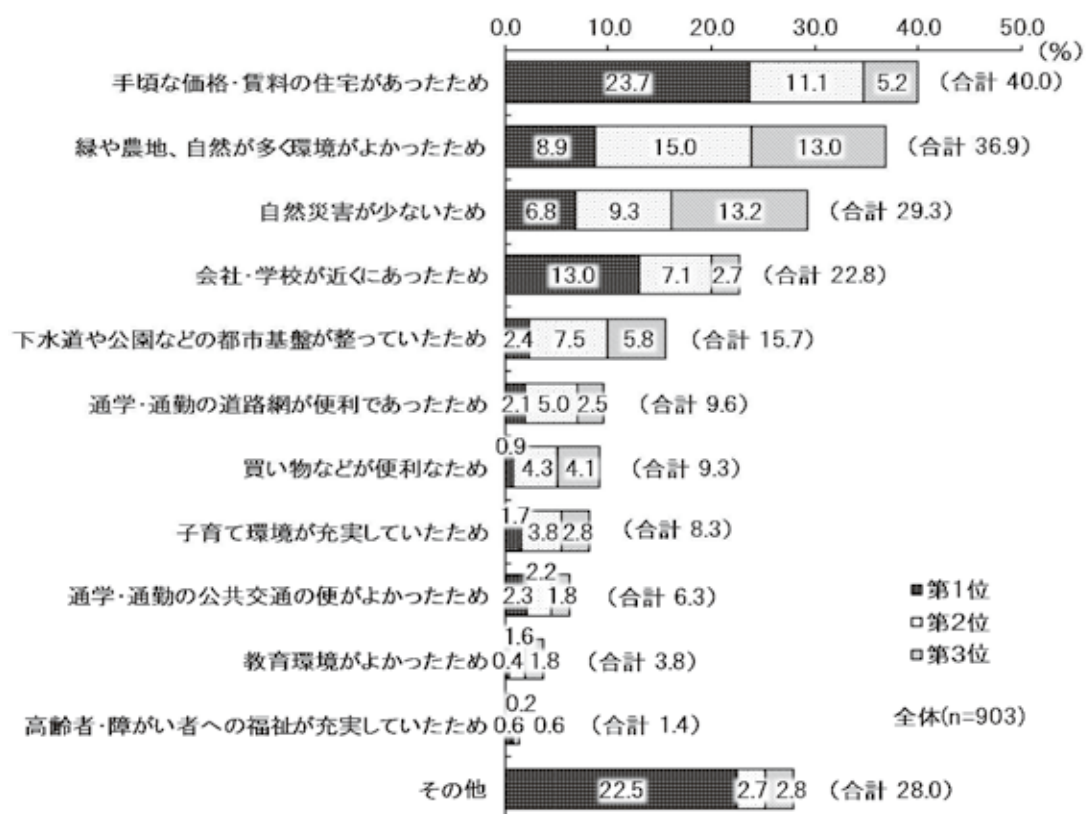 0.0 10.0 20.0 30.0 40.0 50.0
(%)
手頃な価格・賃料の住宅があったため 23.7 11.1 5.2 (合計 40.0)
緑や農地、自然が多く環境がよかったため 8.9 15.0 13.0 (合計 36.9)
自然災害が少ないため 6.8 9.3 13.2 (合計 29.3)
会社・学校が近くにあったため 13.0 7.1 2.7 (合計 22.8)
下水道や公園などの都市基盤が整っていたため 2.4 7.5 5.8 (合計 15.7)
通学・通勤の道路網が便利であったため 2.1 5.0 2.5 (合計 9.6)
0.9
買い物などが便利なため 4.3 4.1 (合計 9.3)
1.7
子育て環境が充実していたため 3.8 2.8 (合計 8.3)
2.2
通学・通勤の公共交通の便がよかったため 2.3 1.8 (合計 6.3)
1.6
教育環境がよかったため 0.4 1.8 (合計 3.8)
0.2
高齢者・障がい者への福祉が充実していたため 0.6 0.6 (合計 1.4)
その他 22.5 2.7 2.8 (合計 28.0)
第1位
第2位
第3位
全体(n=903)